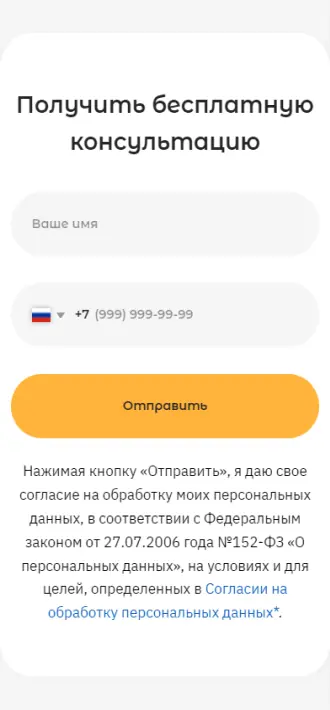 Получить бесплатную
консультацию
Ваше имя
+7 (999) 999-99-99
Отправить
Нажимая кнопку «Отправить», я даю свое
согласие на обработку моих персональных
данных, в соответствии с Федеральным
законом от 27.07.2006 года №152-ФЗ «О
персональных данных», на условиях и для
целей, определенных в Согласии на
обработку персональных данных*.